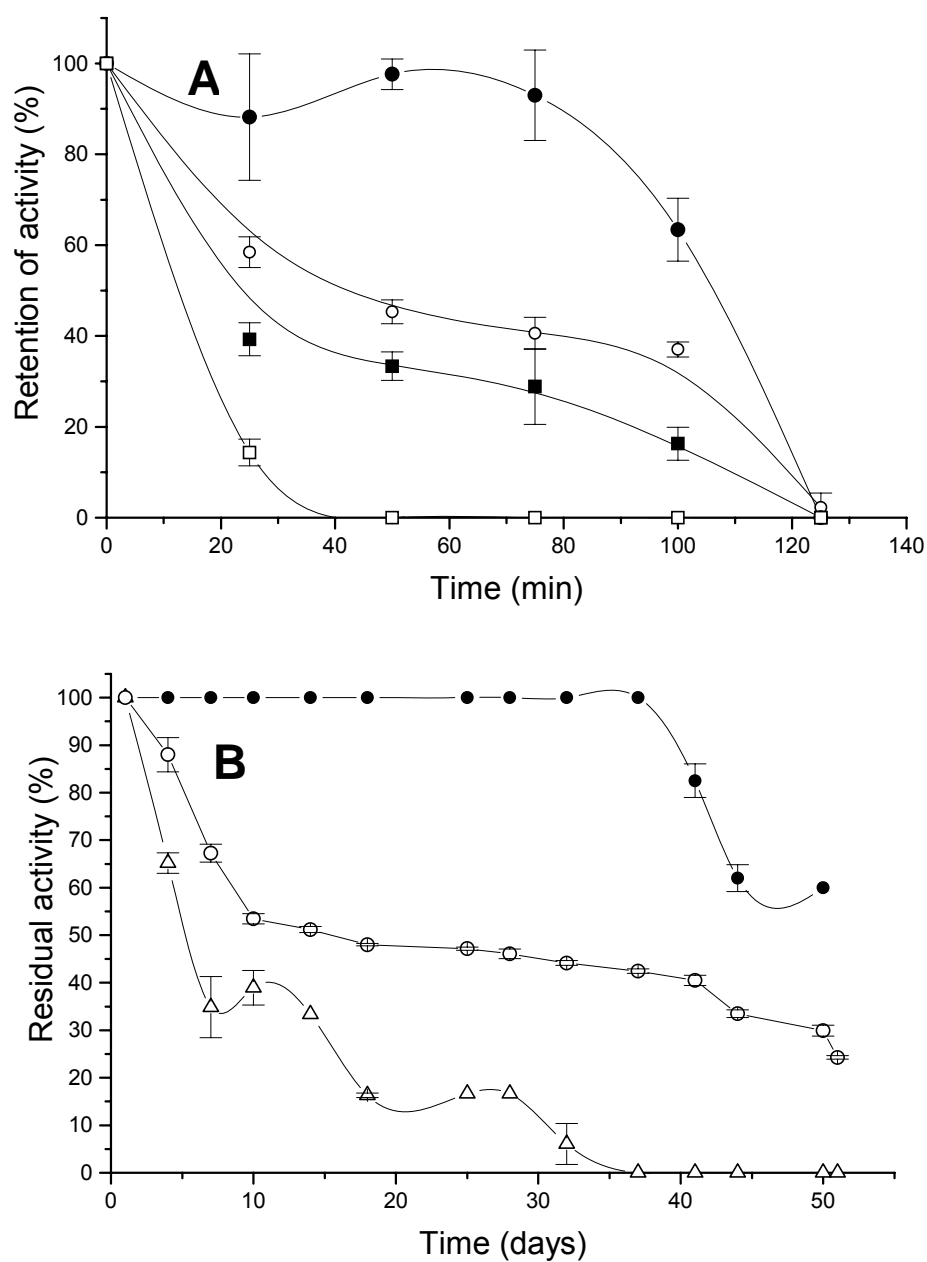 A
Retention of activity (%)
100
80
60
40
20
0
0 20 40 60 80 100 120 140
Time (min)
B
Residual activity (%)
100
90
80
70
60
50
40
30
20
10
0
0 10 20 30 40 50
Time (days)